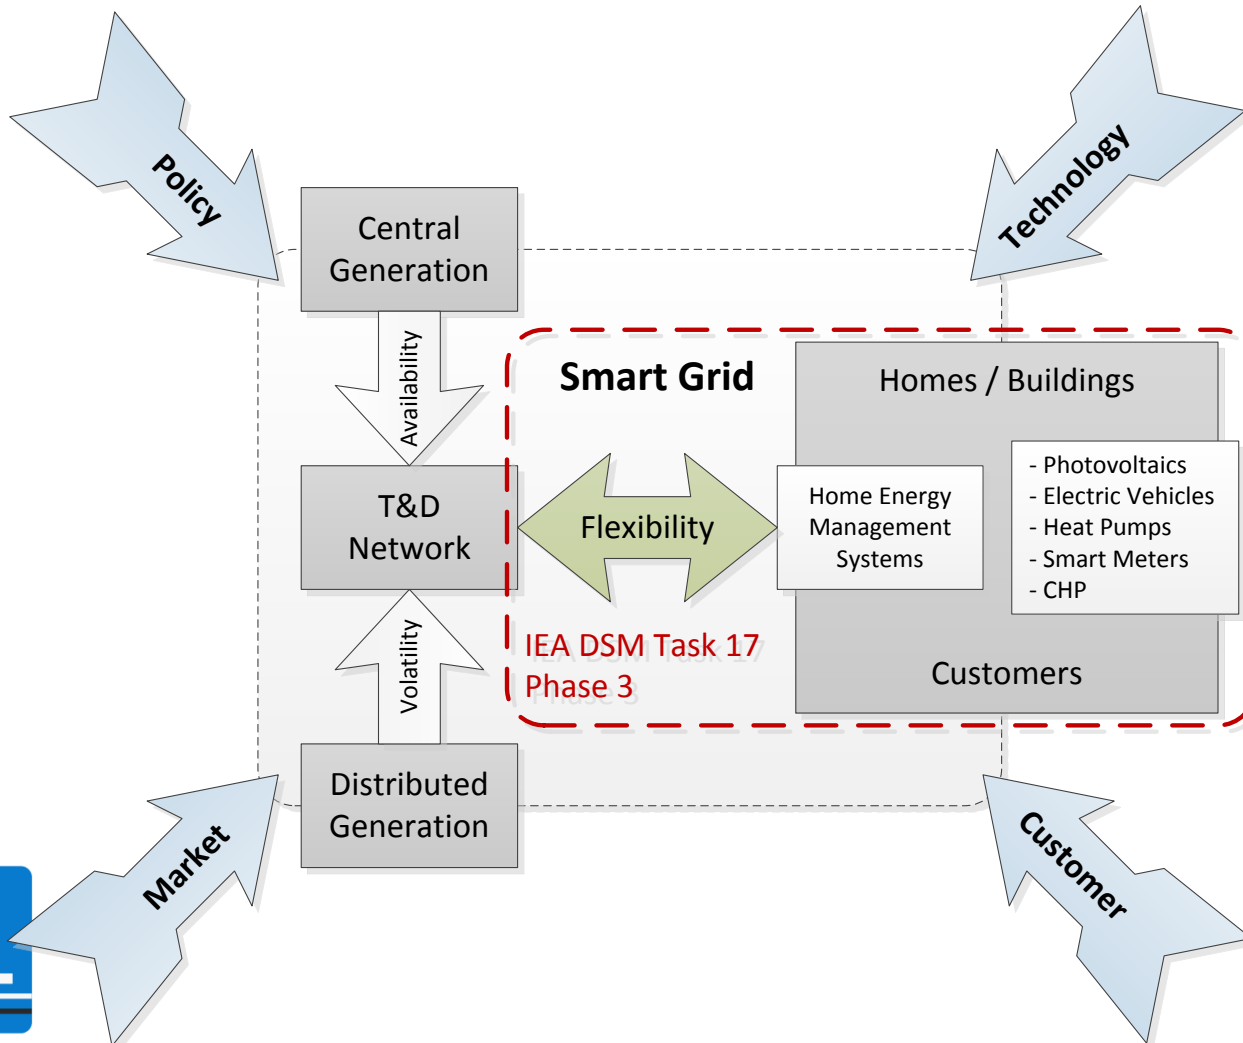 Policy
Technology
Central
Generation
Availability
Smart Grid
Homes / Buildings
T&D
Network
Flexibility
Home Energy
Management
Systems
- Photovoltaics
- Electric Vehicles
- Heat Pumps
- Smart Meters
- CHP
Volatility
IEA DSM Task 17
Phase 3
Customers
Distributed
Generation
Market
Customer